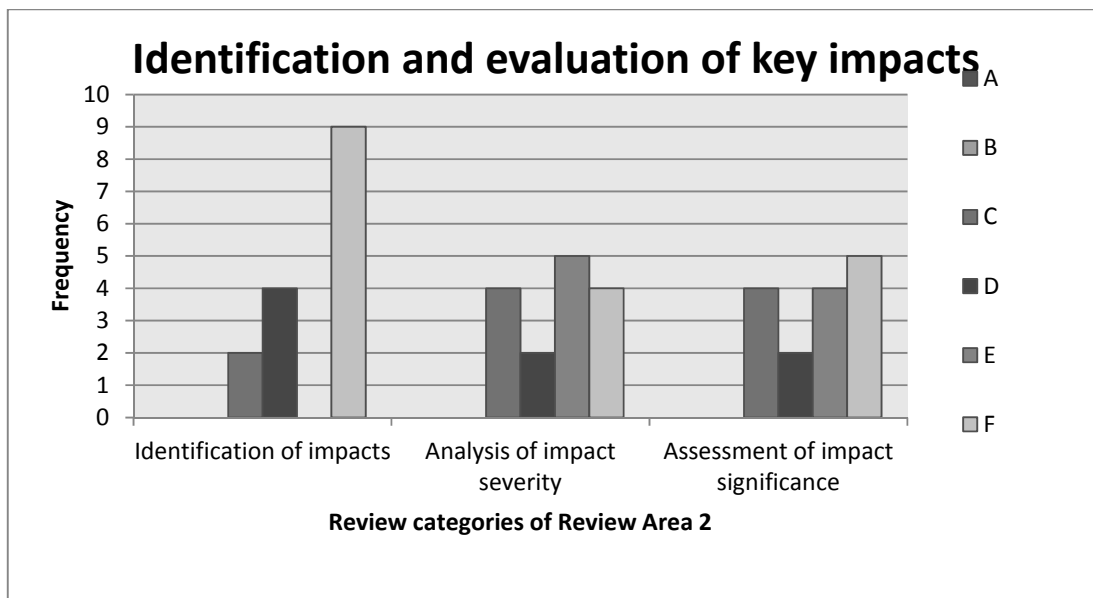 Identification and evaluation of key impacts
A
B
C
D
E
F
10
9
8
7
6
5
4
3
2
1
0
Frequency
Identification of impacts
Analysis of impact
severity
Assessment of impact
significance
Review categories of Review Area 2